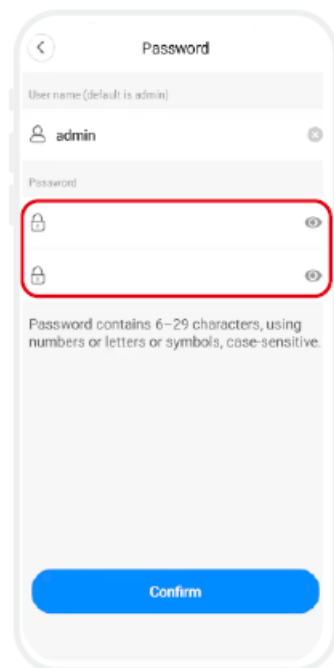 Password
User name (default is admin)
admin
Password
Password contains 6–29 characters, using
numbers or letters or symbols, case-sensitive.
Confirm